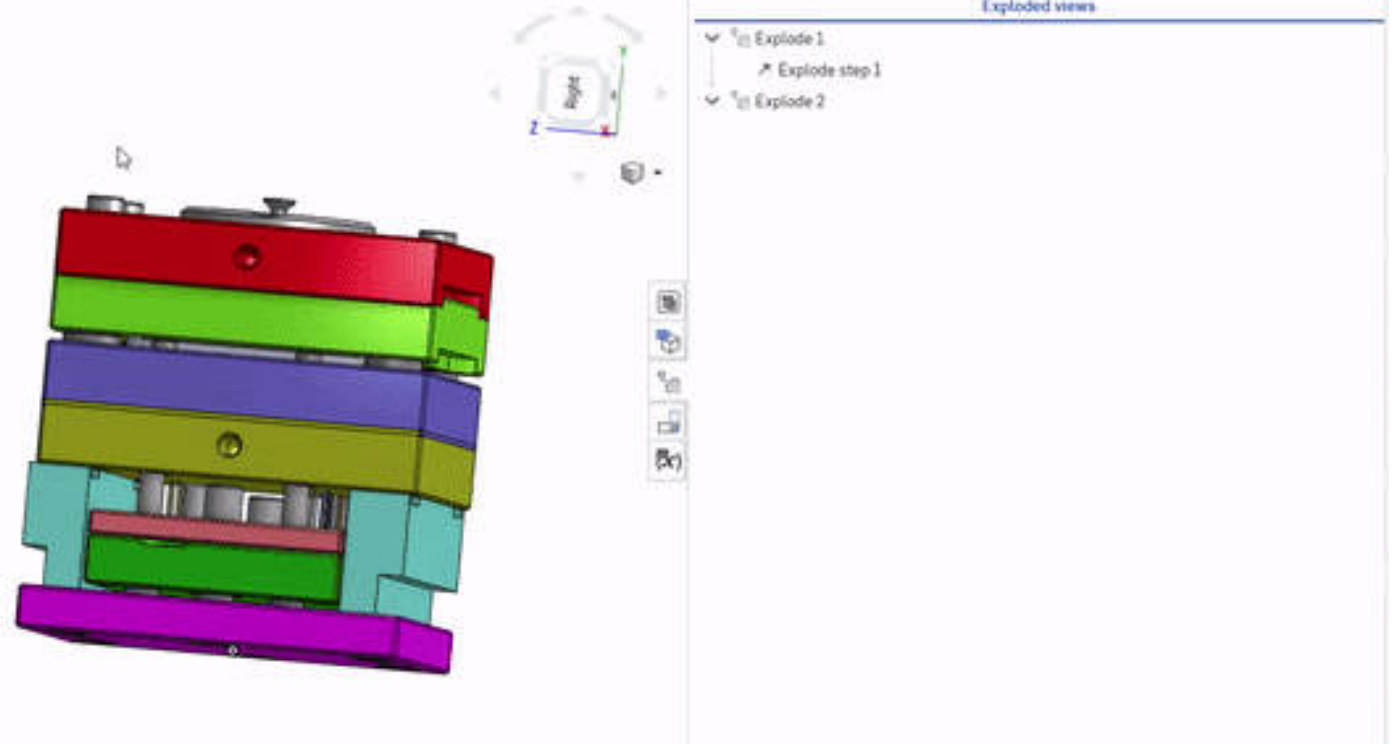 Exploded views
Explode 1
Explode step 1
Explode 2
Right
Y
Z
X
(x)